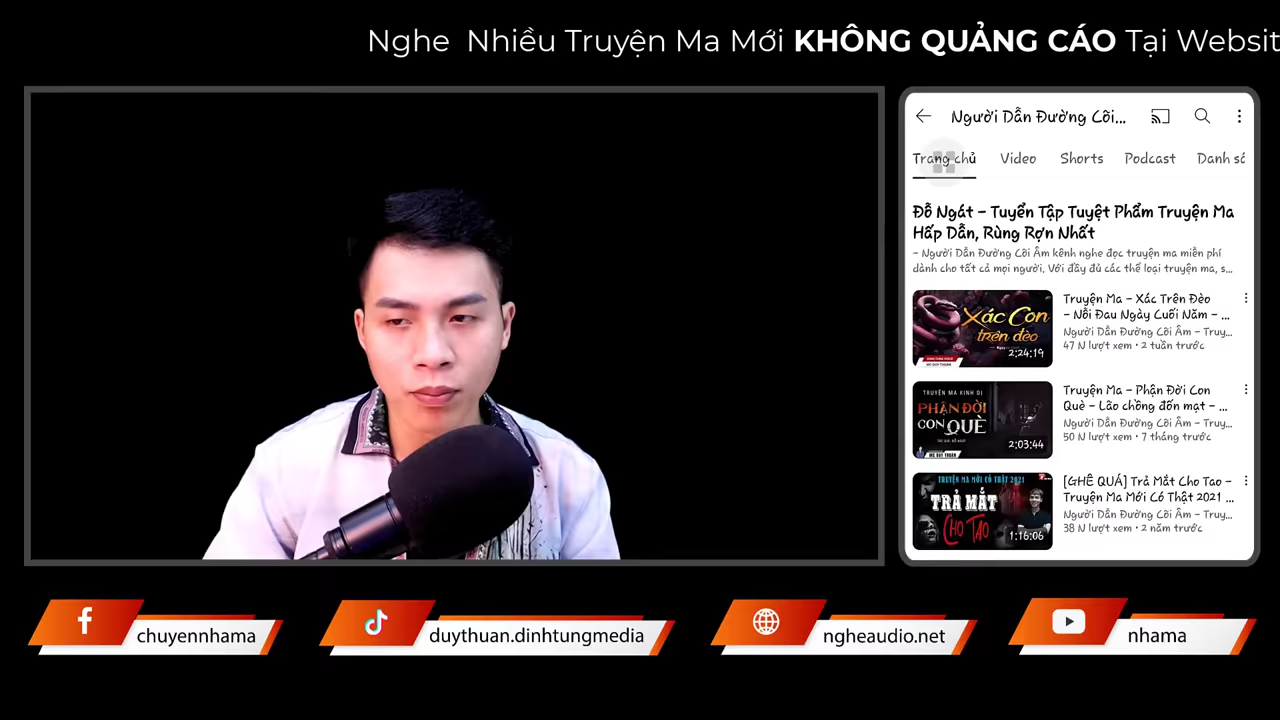 Nghe Nhiều Truyện Ma Mới KHÔNG QUẢNG CÁO Tại Websit
Người Dẫn Đường Cõi...
Trang chủ Video Shorts Podcast Danh sá
Đỗ Ngát – Tuyển Tập Tuyệt Phẩm Truyện Ma
Hấp Dẫn, Rùng Rợn Nhất
– Người Dẫn Đường Cõi Âm kênh nghe đọc truyện ma miễn phí
dành cho tất cả mọi người. Với đầy đủ các thể loại truyện ma, s...
Xác Con
trên đèo
2:24:19
Truyện Ma – Xác Trên Đèo
– Nỗi Đau Ngày Cuối Năm – ...
Người Dẫn Đường Cõi Âm – Truy...
47 N lượt xem • 2 tuần trước
TRUYỆN MA KINH DỊ
PHẬN ĐỜI
CON QUÈ
2:03:44
MC DUY THUẬN
Truyện Ma – Phận Đời Con
Què – Lão chồng đốn mạt – ...
Người Dẫn Đường Cõi Âm – Truy...
50 N lượt xem • 7 tháng trước
TRUYỆN MA MỚI CÓ THẬT 2021
TRẢ MẮT
CHO TAO
1:16:06
[GHÊ QUÁ] Trả Mắt Cho Tao –
Truyện Ma Mới Có Thật 2021 ...
Người Dẫn Đường Cõi Âm – Truy...
38 N lượt xem • 2 năm trước
chuyennhama
duythuan.dinhtungmedia
ngheaudio.net
nhama